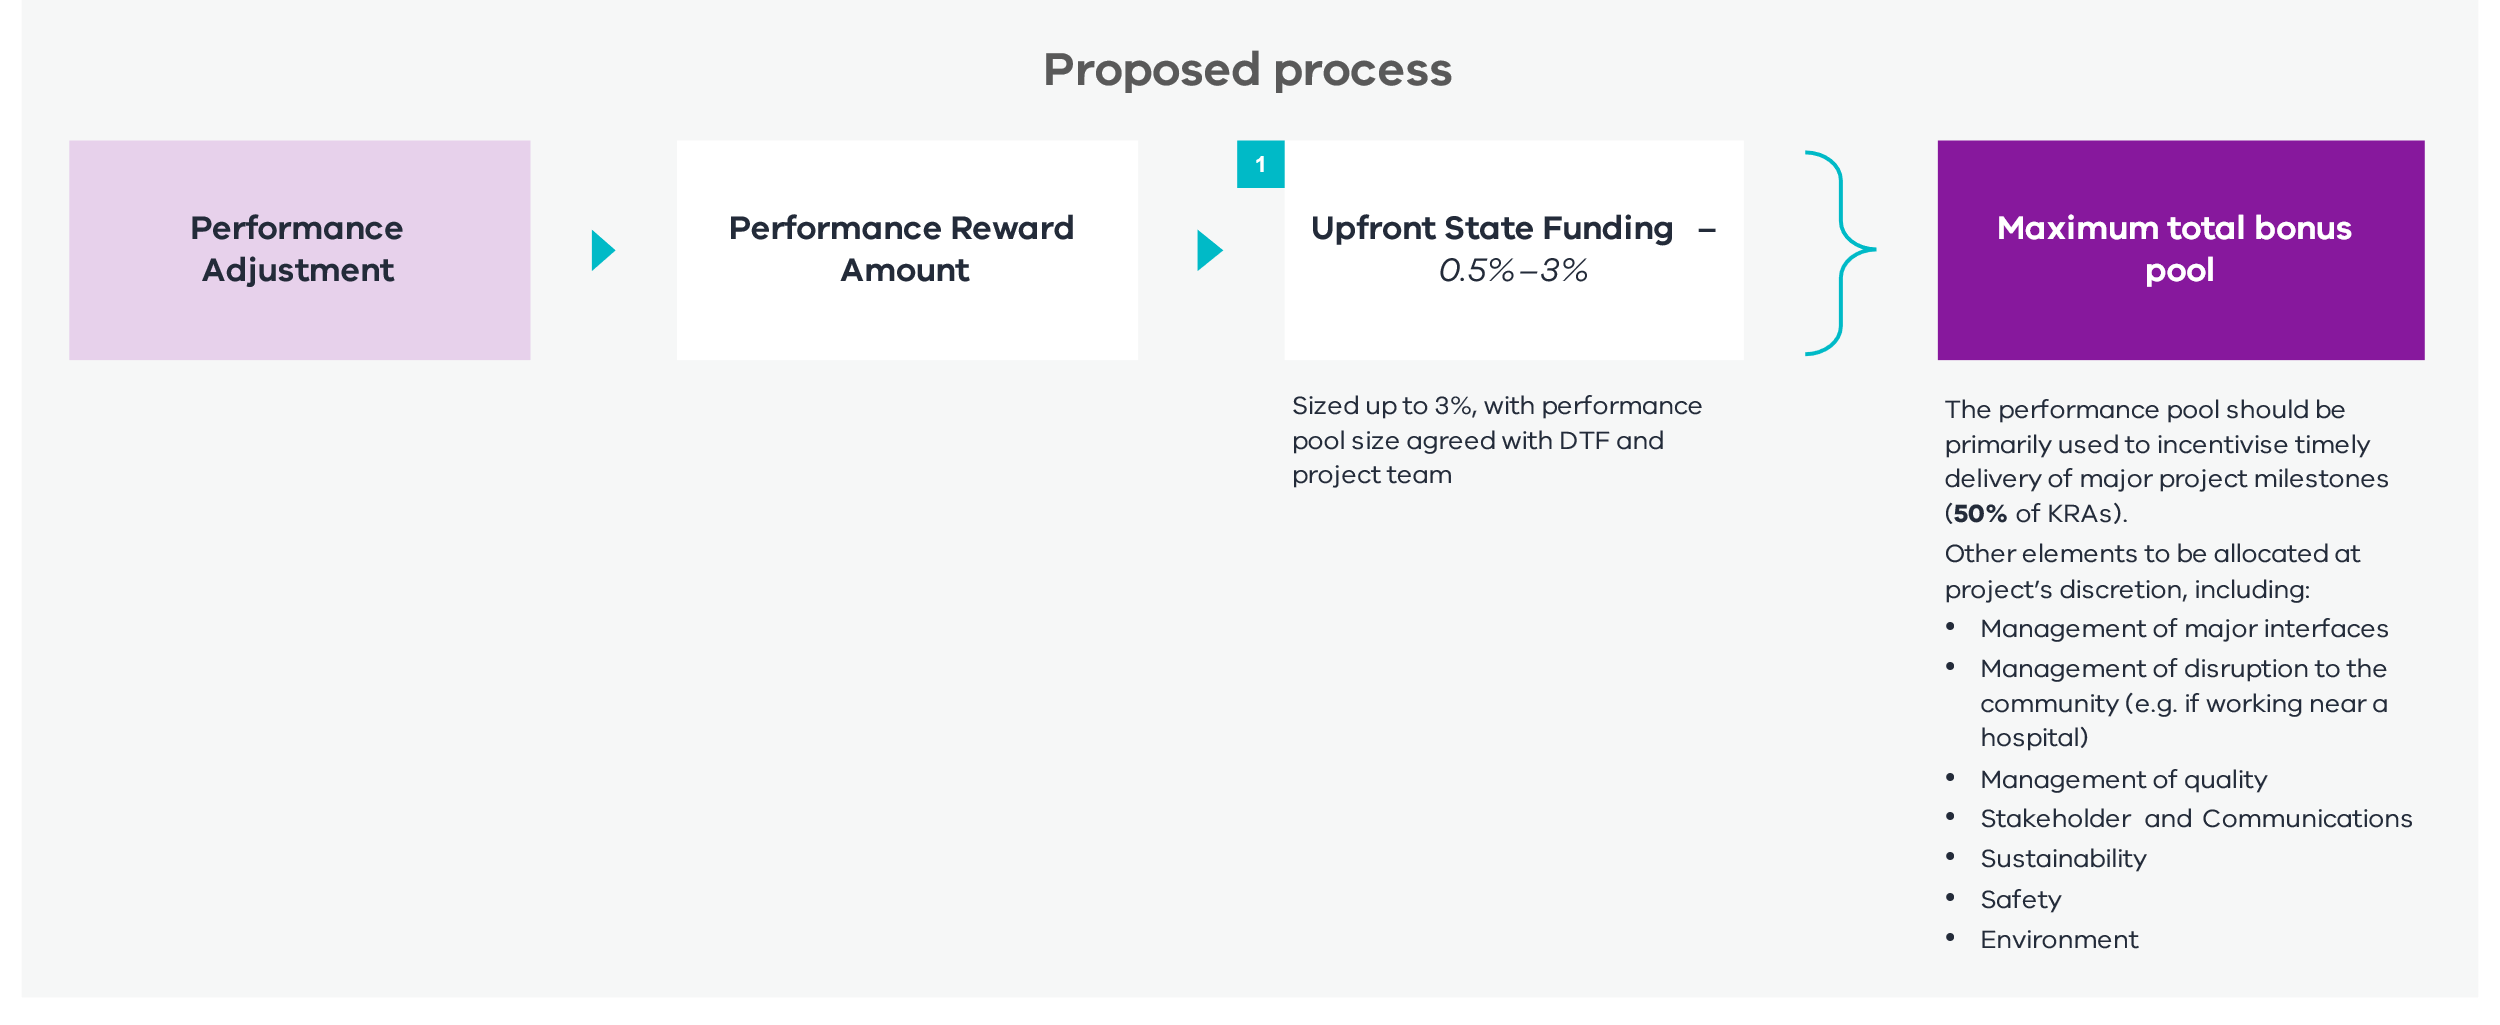 Proposed process
Performance
Adjustment
Performance Reward
Amount
1
Upfront State Funding –
0.5%–3%
Sized up to 3%, with performance
pool size agreed with DTF and
project team
Maximum total bonus
pool
The performance pool should be
primarily used to incentivise timely
delivery of major project milestones
(50% of KRAs).
Other elements to be allocated at
project’s discretion, including:
• Management of major interfaces
• Management of disruption to the
community (e.g. if working near a
hospital)
• Management of quality
• Stakeholder and Communications
• Sustainability
• Safety
• Environment